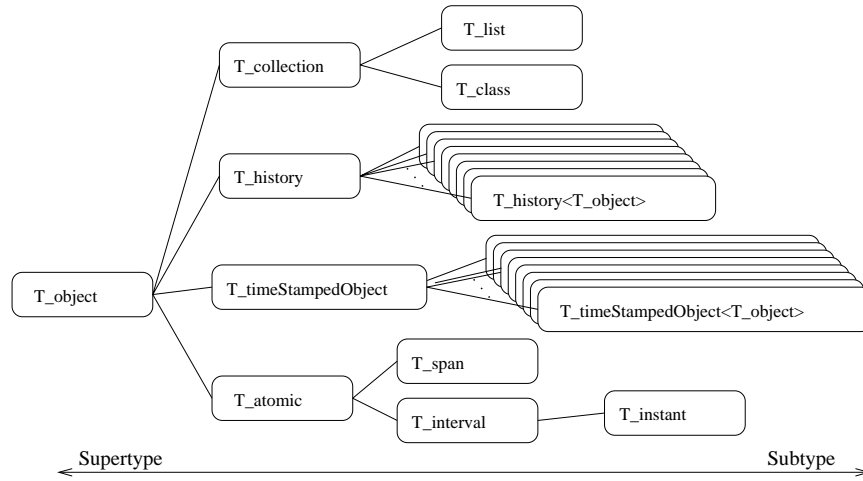 T_list
T_collection
T_class
T_history
T_history<T_object>
T_object
T_timeStampedObject
T_timeStampedObject<T_object>
T_span
T_atomic
T_interval
T_instant
Supertype
Subtype